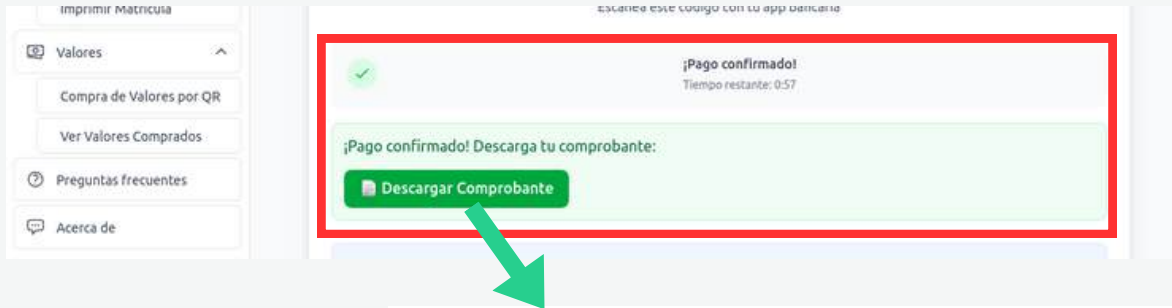 Imprimir Matrícula
Valores
Compra de Valores por QR
Ver Valores Comprados
Preguntas frecuentes
Acerca de
Escanea este código con tu app bancaria
¡Pago confirmado!
Tiempo restante: 0:57
¡Pago confirmado! Descarga tu comprobante:
Descargar Comprobante